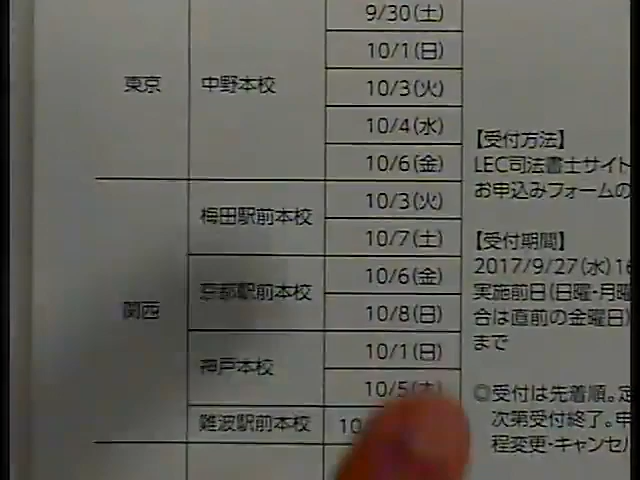 9/30(土)
10/1(日)
東京 中野本校 10/3(火)
10/4(水)
10/6(金)
梅田駅前本校 10/3(火)
10/7(土)
関西 京都駅前本校 10/6(金)
10/8(日)
神戸本校 10/1(日)
10/5
難波駅前本校 10
【受付方法】
LEC司法書士サイト
お申込みフォームの
【受付期間】
2017/9/27(水)
実施前日(日曜・月曜
合は直前の金曜日)
まで
◎受付は先着順。定
次第受付終了。申
程変更・キャンセル